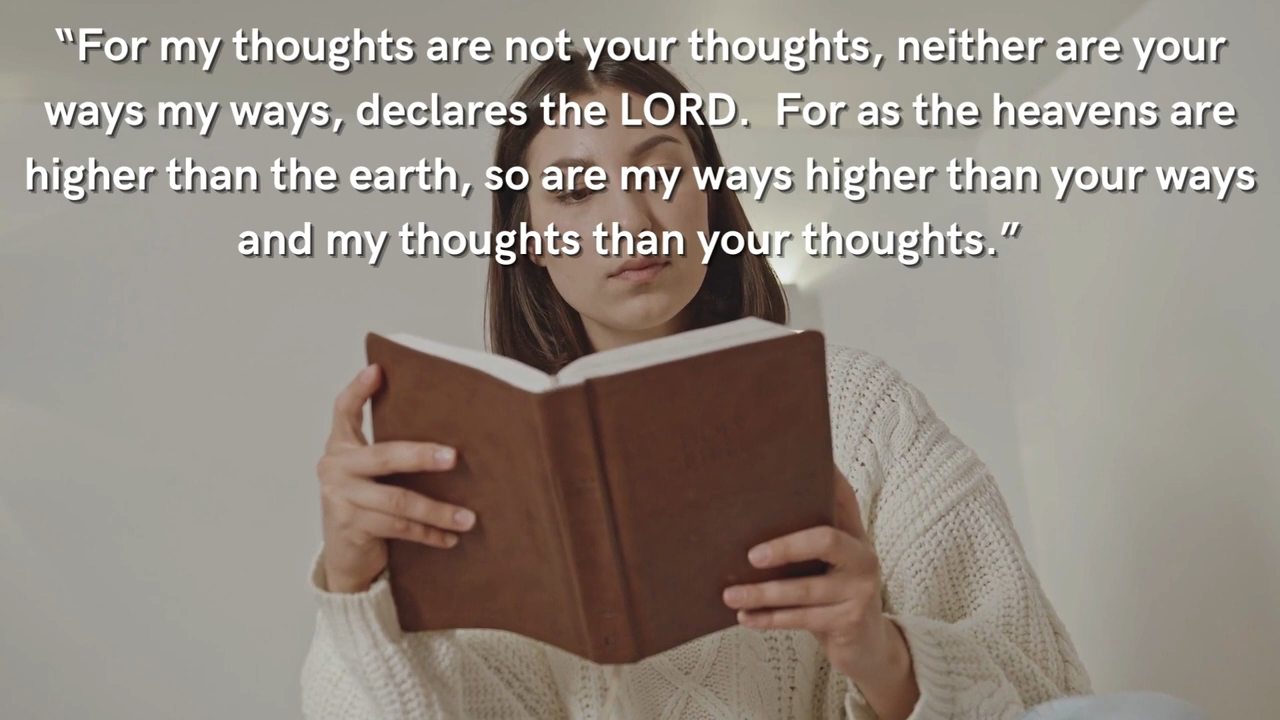 “For my thoughts are not your thoughts, neither are your
ways my ways, declares the LORD.  For as the heavens are
higher than the earth, so are my ways higher than your ways
and my thoughts than your thoughts.”